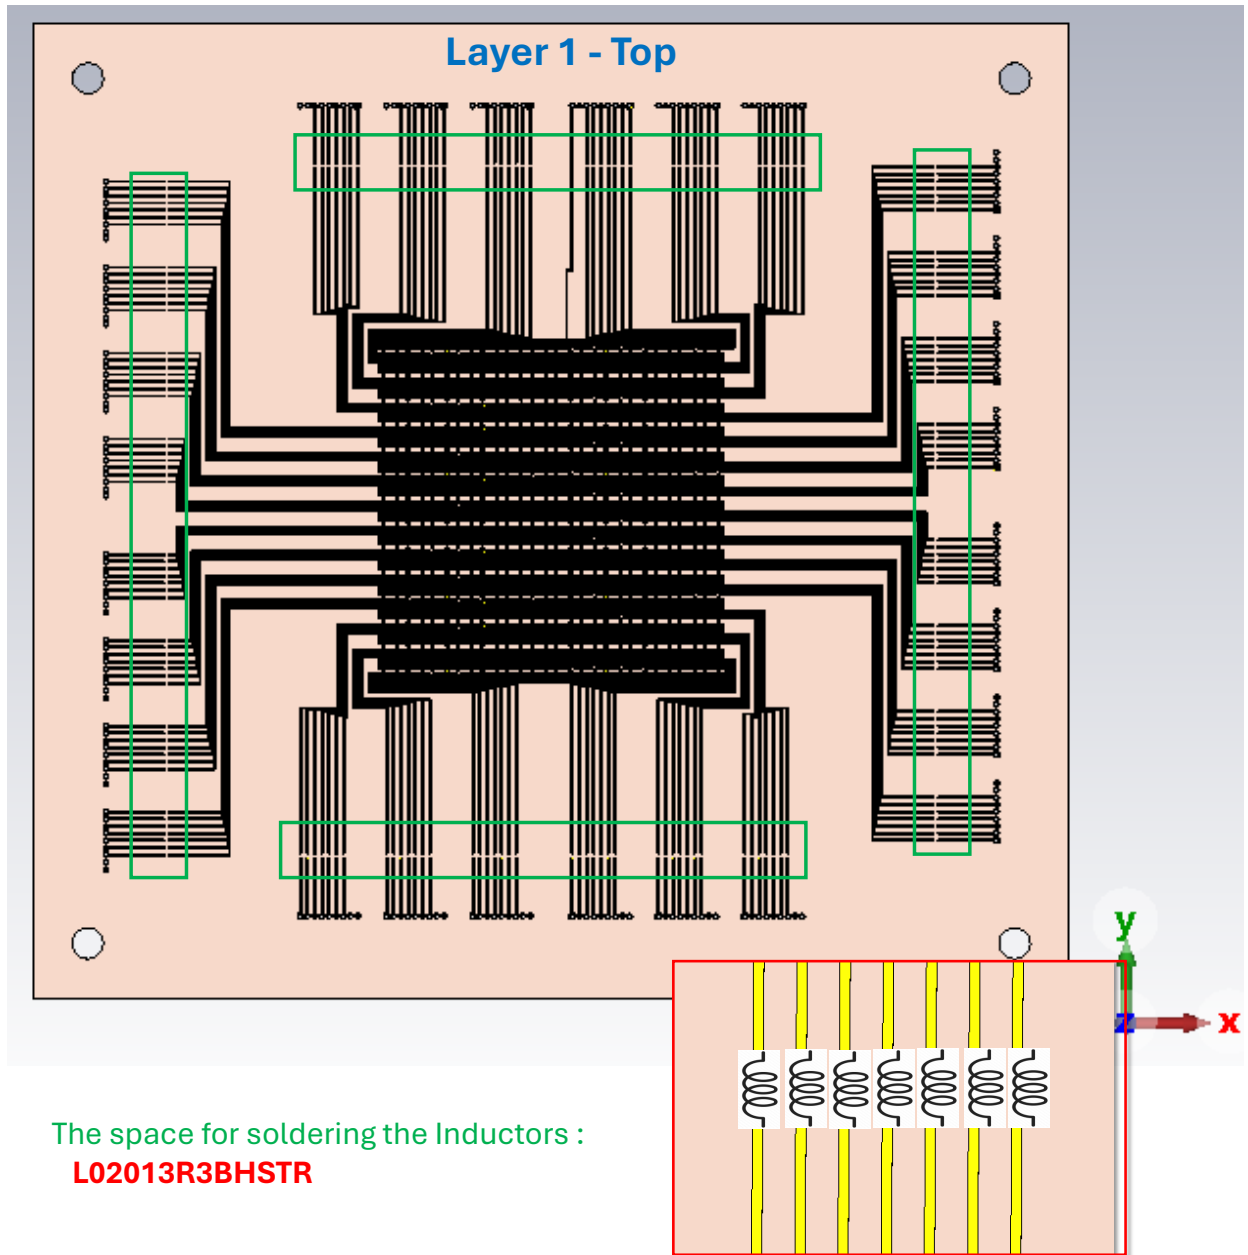 Layer 1 - Top
y
z
x
The space for soldering the Inductors :
L02013R3BHSTR